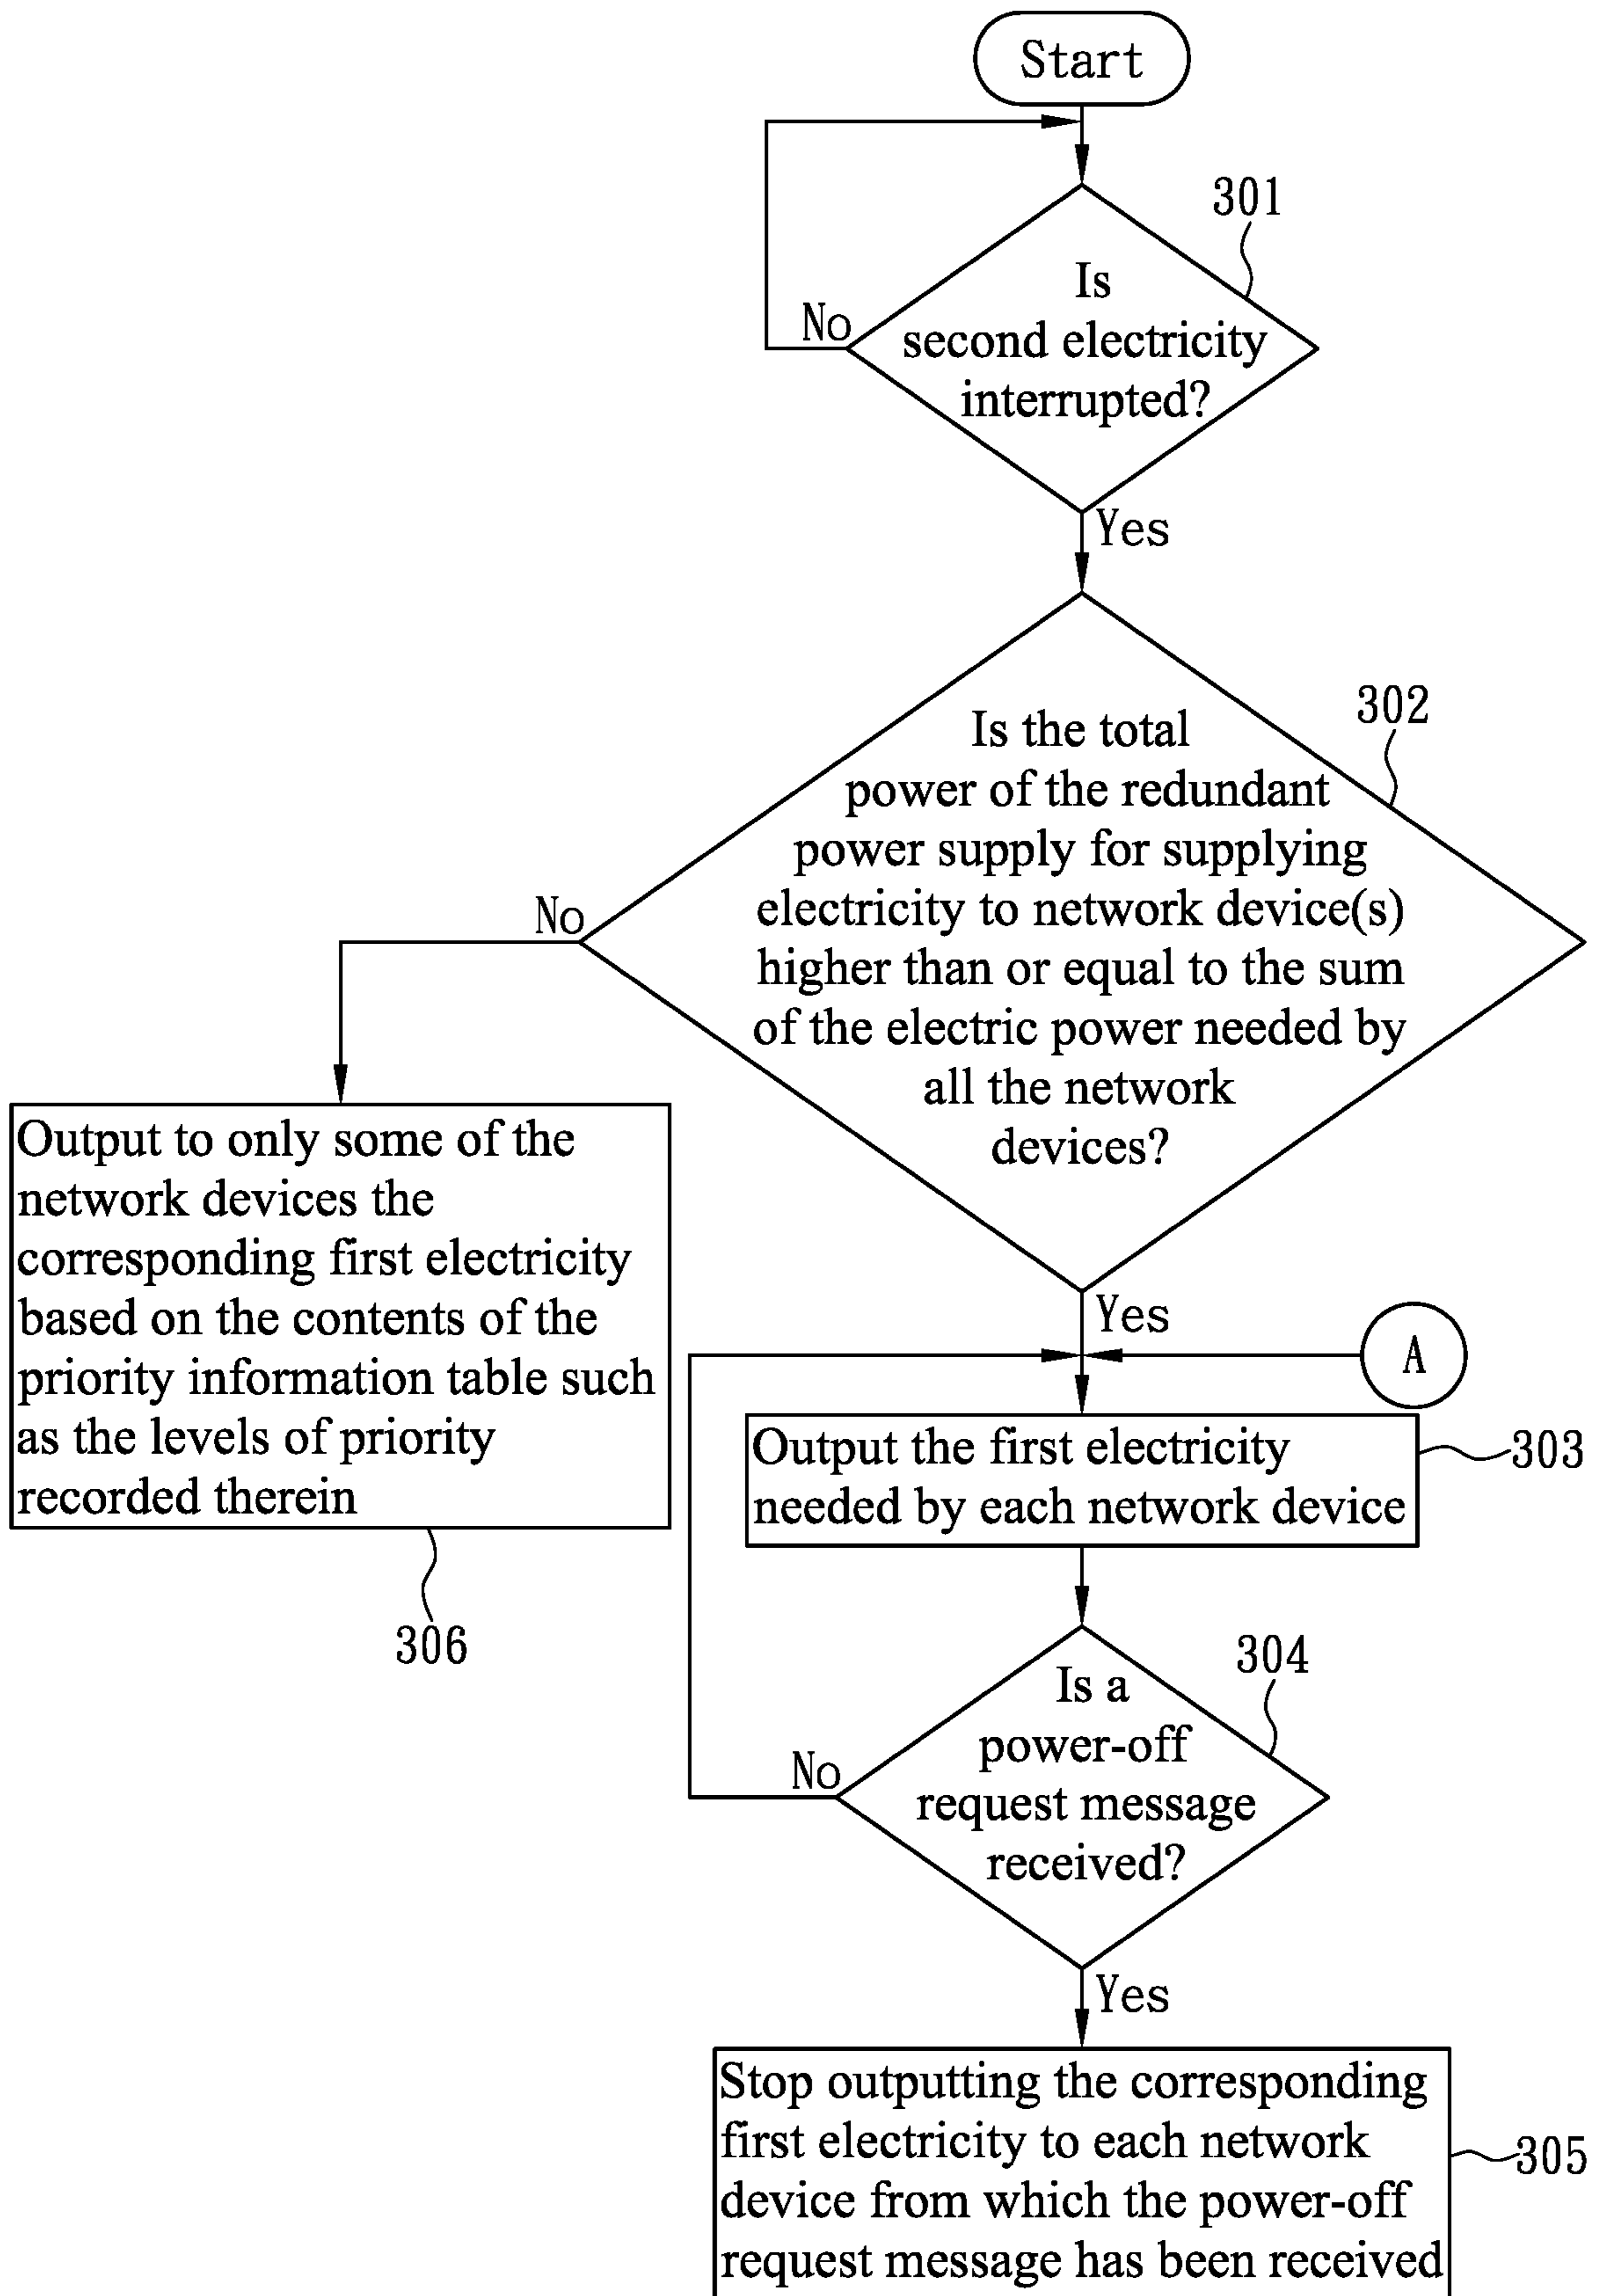 Start
301
Is
second electricity
interrupted?
No
Yes
302
Is the total
power of the redundant
power supply for supplying
electricity to network device(s)
higher than or equal to the sum
of the electric power needed by
all the network
devices?
No
Yes
Output to only some of the
network devices the
corresponding first electricity
based on the contents of the
priority information table such
as the levels of priority
recorded therein
306
A
Output the first electricity
needed by each network device
303
304
Is a
power-off
request message
received?
No
Yes
Stop outputting the corresponding
first electricity to each network
device from which the power-off
request message has been received
305